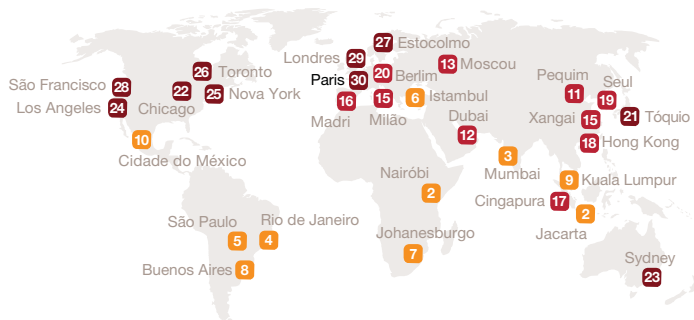 27 Estocolmo
Londres 29
13 Moscou
26 Toronto
Paris 30
20 Berlim
Pequim
Seul
São Francisco 28
22
25 Nova York
11
19
Los Angeles 24
Chicago
16
15
6 Istambul
Xangai 15
21 Tóquio
Madri
Milão
Dubai
12
18 Hong Kong
10
Cidade do México
3
Mumbai
Nairóbi
2
9 Kuala Lumpur
Cingapura 17
2
Jacarta
São Paulo
5
Rio de Janeiro
4
Johanesburgo
7
Buenos Aires 8
Sydney
23